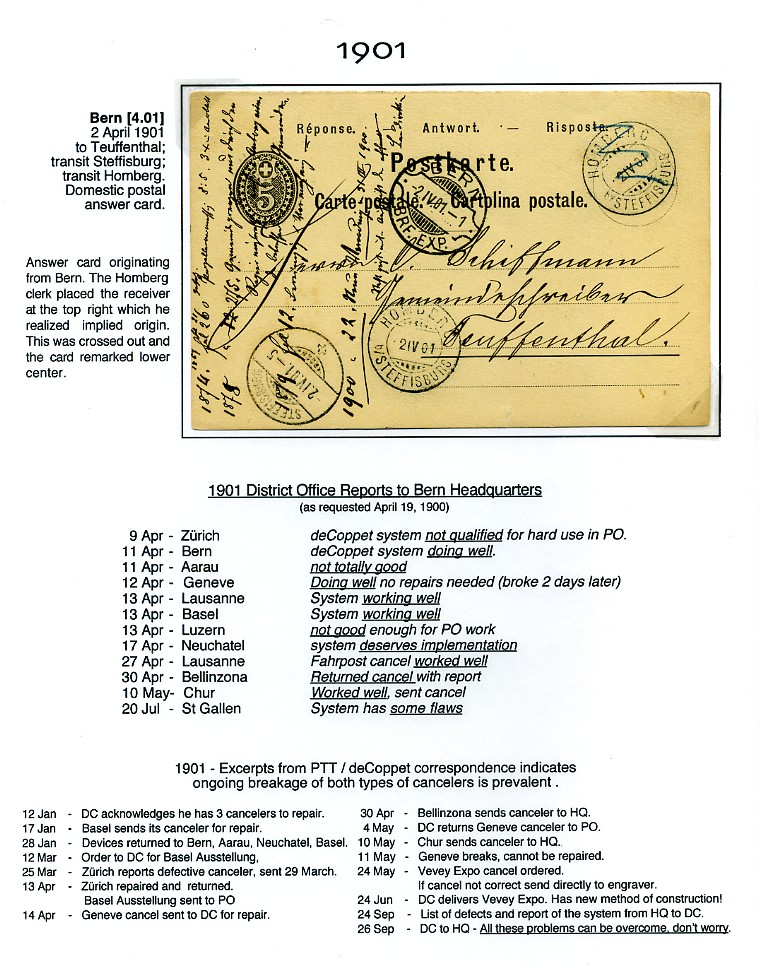 1901
Bern [4.01]
2 April 1901
to Teuffenthal;
transit Steffisburg;
transit Homberg.
Domestic postal
answer card.
Answer card originating
from Bern. The Homberg
clerk placed the receiver
at the top right which he
realized implied origin.
This was crossed out and
the card remarked lower
center.
Réponse. Antwort. — Risposta.
Postkarte.
Carte postale. Cartolina postale.
5
BERN
2.IV.01.-1
BRF.EXP.
HOMBERG
2 IV 01
b/STEFFISBURG
Schiffmann
Gemeindeschreiber
Teuffenthal.
HOMBERG
2 IV 01
b/STEFFISBURG
2.IV.01.-5
STEFFISBURG
1901 District Office Reports to Bern Headquarters
(as requested April 19, 1900)
9 Apr - Zürich deCoppet system not qualified for hard use in PO.
11 Apr - Bern deCoppet system doing well.
11 Apr - Aarau not totally good
12 Apr - Geneve Doing well no repairs needed (broke 2 days later)
13 Apr - Lausanne System working well
13 Apr - Basel System working well
13 Apr - Luzern not good enough for PO work
17 Apr - Neuchatel system deserves implementation
27 Apr - Lausanne Fahrpost cancel worked well
30 Apr - Bellinzona Returned cancel with report
10 May- Chur Worked well, sent cancel
20 Jul - St Gallen System has some flaws
1901 - Excerpts from PTT / deCoppet correspondence indicates
ongoing breakage of both types of cancelers is prevalent .
12 Jan - DC acknowledges he has 3 cancelers to repair.
17 Jan - Basel sends its canceler for repair.
28 Jan - Devices returned to Bern, Aarau, Neuchatel, Basel.
12 Mar - Order to DC for Basel Ausstellung,
25 Mar - Zürich reports defective canceler, sent 29 March.
13 Apr - Zürich repaired and returned.
Basel Ausstellung sent to PO
14 Apr - Geneve cancel sent to DC for repair.
30 Apr - Bellinzona sends canceler to HQ.
4 May - DC returns Geneve canceler to PO.
10 May - Chur sends canceler to HQ.
11 May - Geneve breaks, cannot be repaired.
24 May - Vevey Expo cancel ordered.
If cancel not correct send directly to engraver.
24 Jun - DC delivers Vevey Expo. Has new method of construction!
24 Sep - List of defects and report of the system from HQ to DC.
26 Sep - DC to HQ - All these problems can be overcome, don't worry.